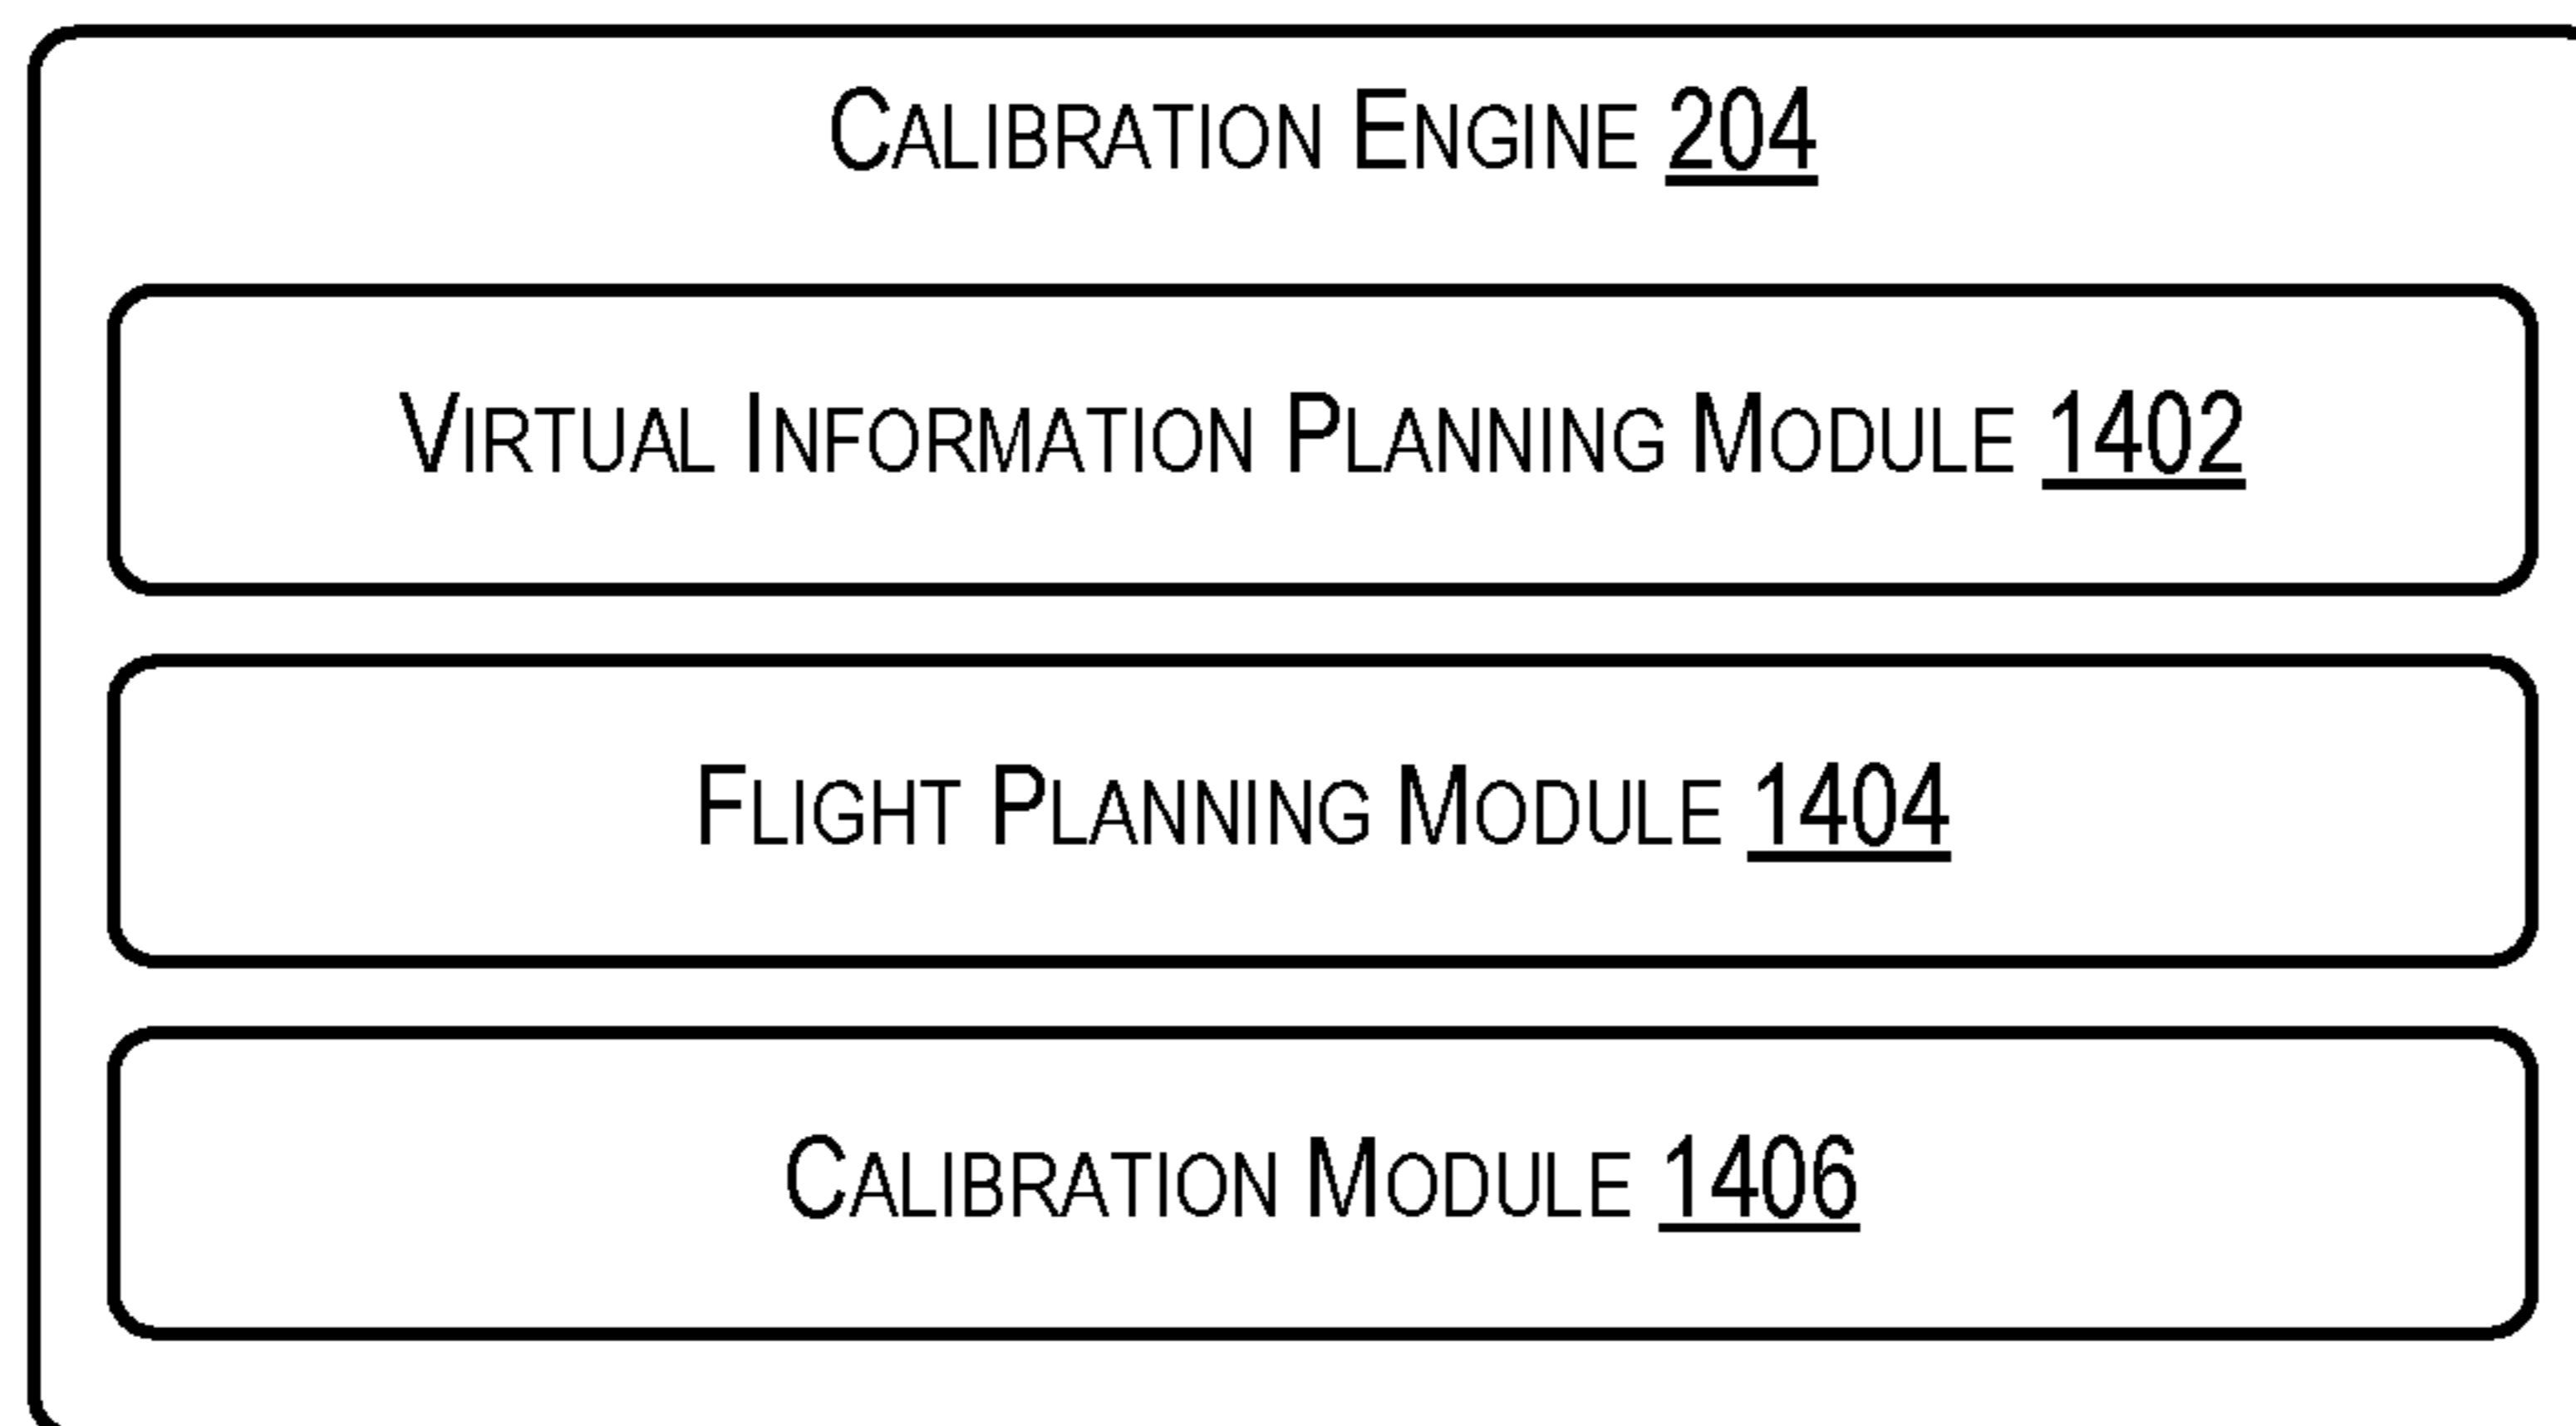 CALIBRATION ENGINE 204
VIRTUAL INFORMATION PLANNING MODULE 1402
FLIGHT PLANNING MODULE 1404
CALIBRATION MODULE 1406